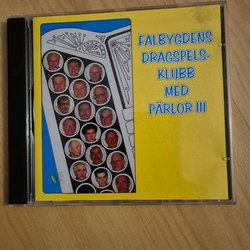 FALBYGDENS
DRAGSPELS-
KLUBB
MED
PÄRLOR III